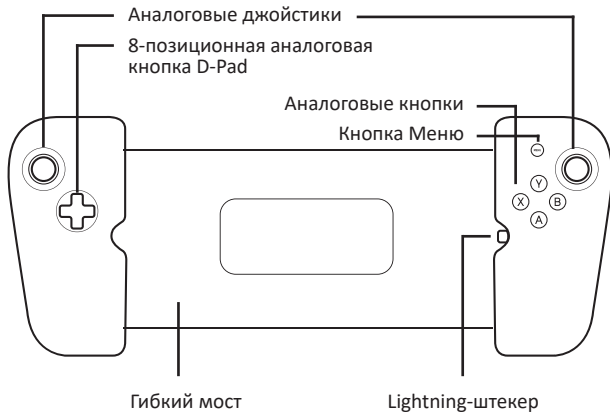 Аналоговые джойстики
8-позиционная аналоговая
кнопка D-Pad
Аналоговые кнопки
Кнопка Меню
Y
X
B
A
Гибкий мост
Lightning-штекер